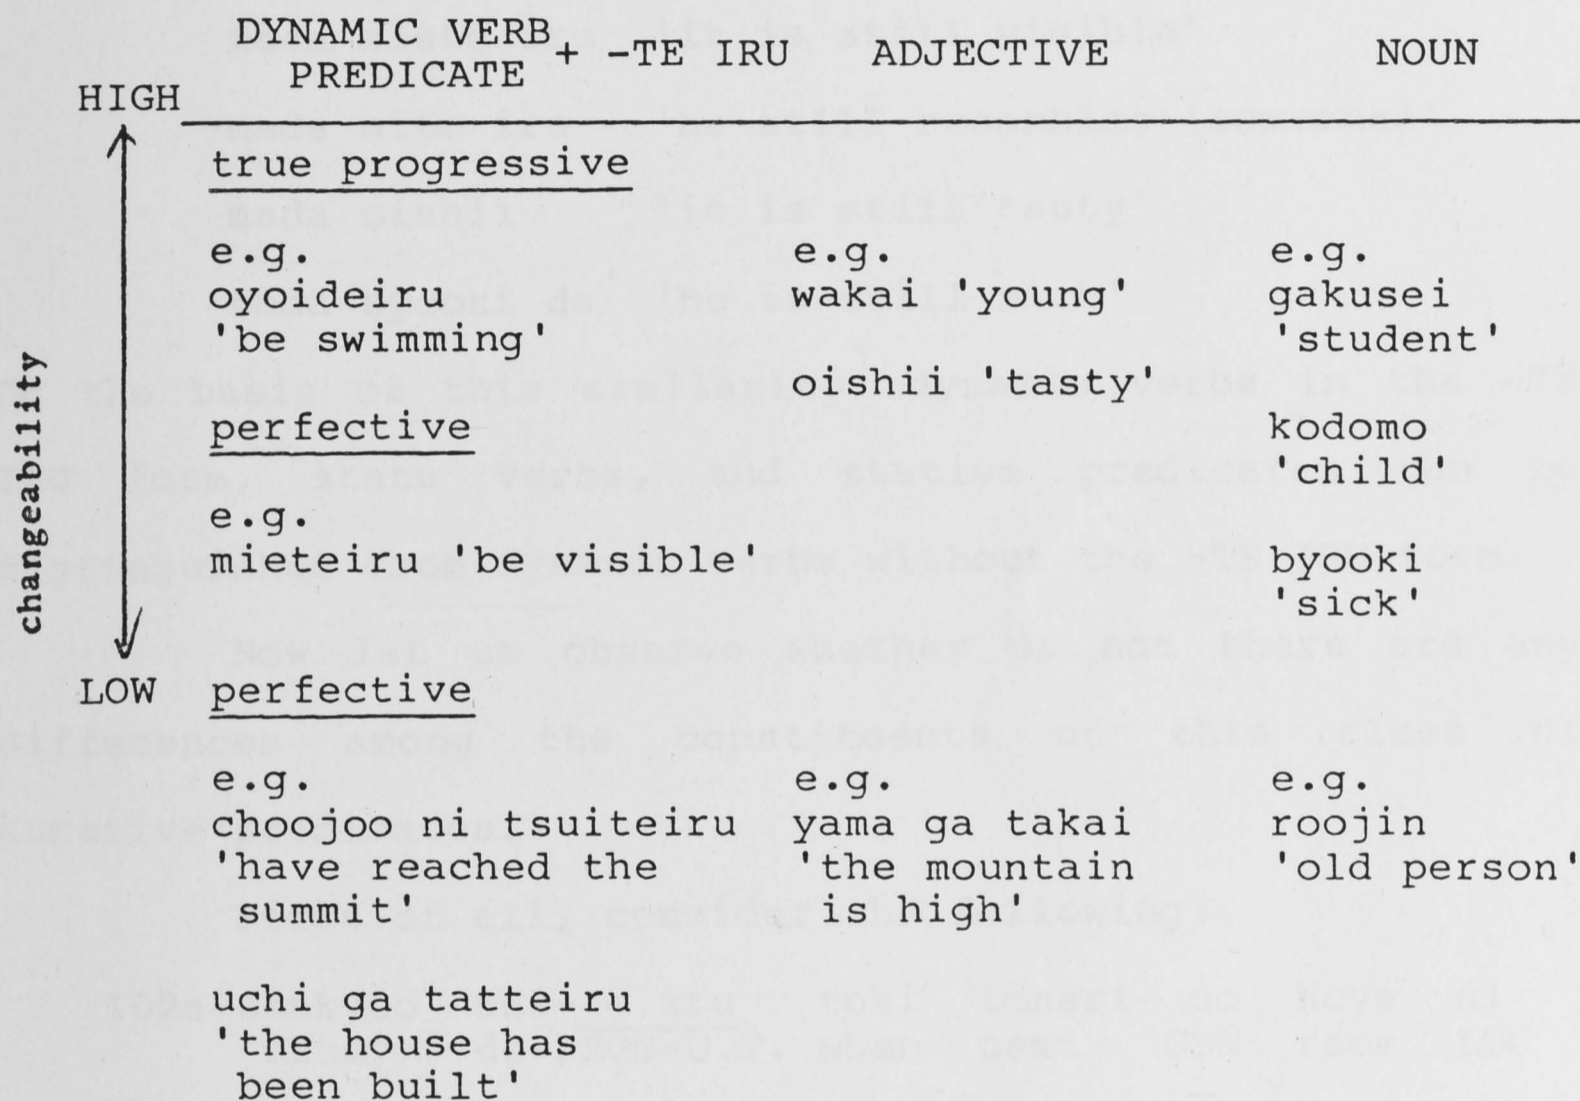 DYNAMIC VERB + -TE IRU ADJECTIVE NOUN
PREDICATE
HIGH
true progressive
e.g. e.g. e.g.
oyoideiru wakai 'young' gakusei
'be swimming' 'student'
oishii 'tasty'
perfective kodomo
'child'
e.g.
mieteiru 'be visible' byooki
'sick'
changeability
LOW perfective
e.g. e.g. e.g.
choojoo ni tsuiteiru yama ga takai roojin
'have reached the 'the mountain 'old person'
summit' is high'
uchi ga tatteiru
'the house has
been built'